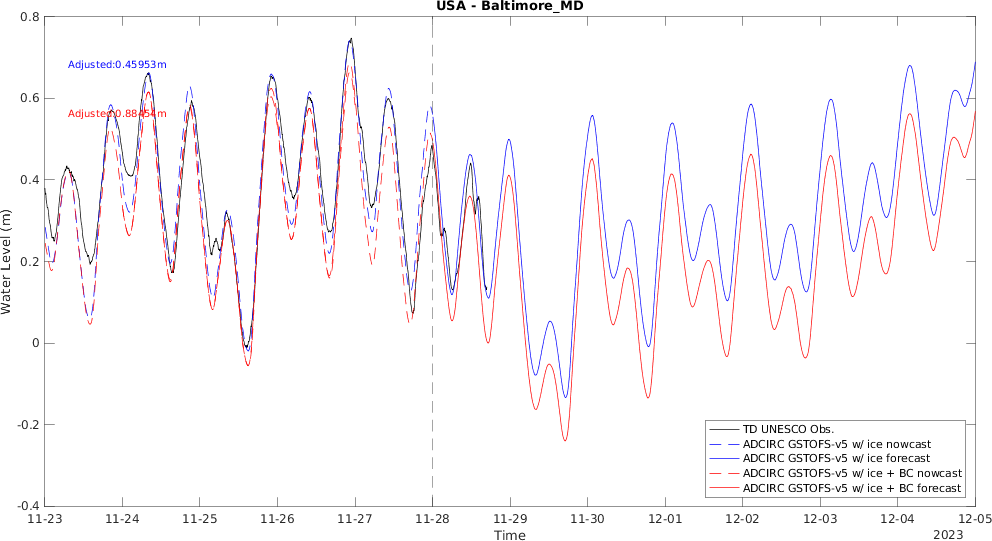 USA - Baltimore_MD
0.8
0.6
0.4
0.2
0
-0.2
-0.4
Water Level (m)
Adjusted:0.45953m
Adjusted:0.88454m
TD UNESCO Obs.
ADCIRC GSTOFS-v5 w/ ice nowcast
ADCIRC GSTOFS-v5 w/ ice forecast
ADCIRC GSTOFS-v5 w/ ice + BC nowcast
ADCIRC GSTOFS-v5 w/ ice + BC forecast
11-23 11-24 11-25 11-26 11-27 11-28 11-29 11-30 12-01 12-02 12-03 12-04 12-05
Time
2023